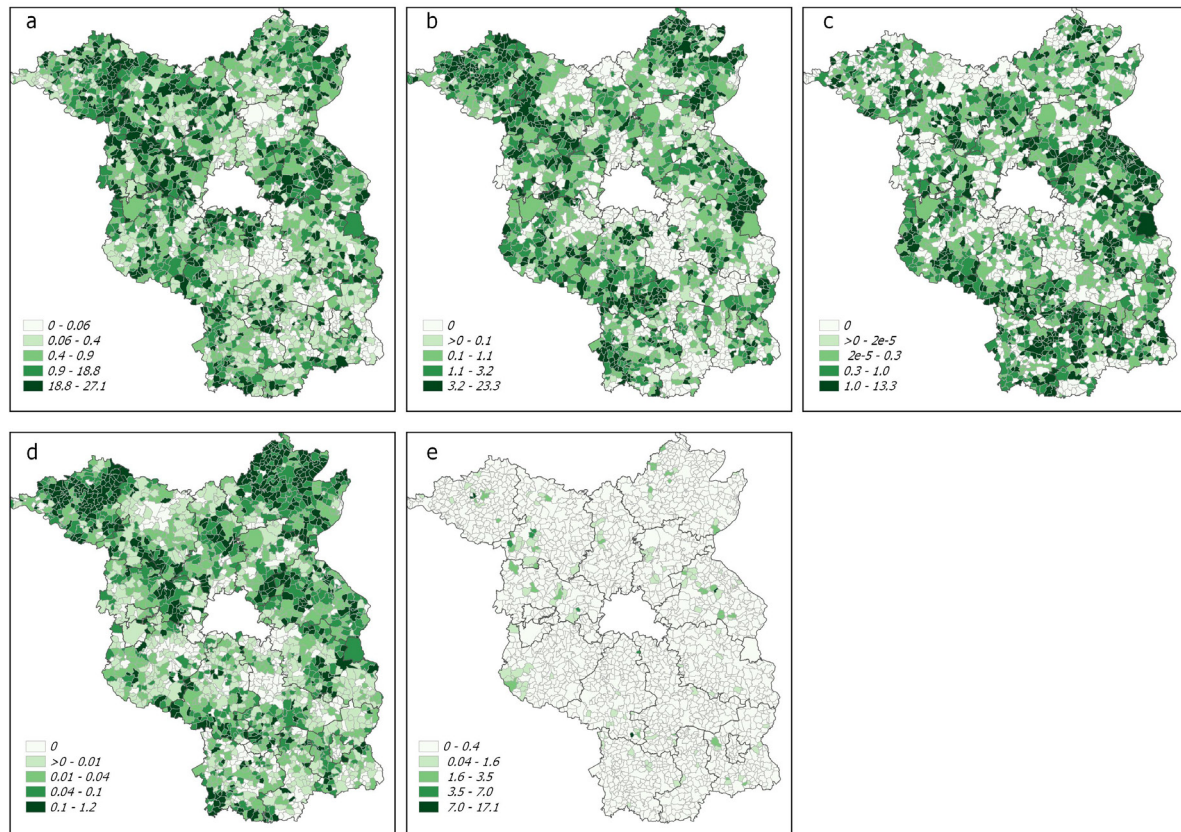 a
0 - 0.06
0.06 - 0.4
0.4 - 0.9
0.9 - 18.8
18.8 - 27.1
b
0
>0 - 0.1
0.1 - 1.1
1.1 - 3.2
3.2 - 23.3
c
0
>0 - 2e-5
2e-5 - 0.3
0.3 - 1.0
1.0 - 13.3
d
0
>0 - 0.01
0.01 - 0.04
0.04 - 0.1
0.1 - 1.2
e
0 - 0.4
0.04 - 1.6
1.6 - 3.5
3.5 - 7.0
7.0 - 17.1